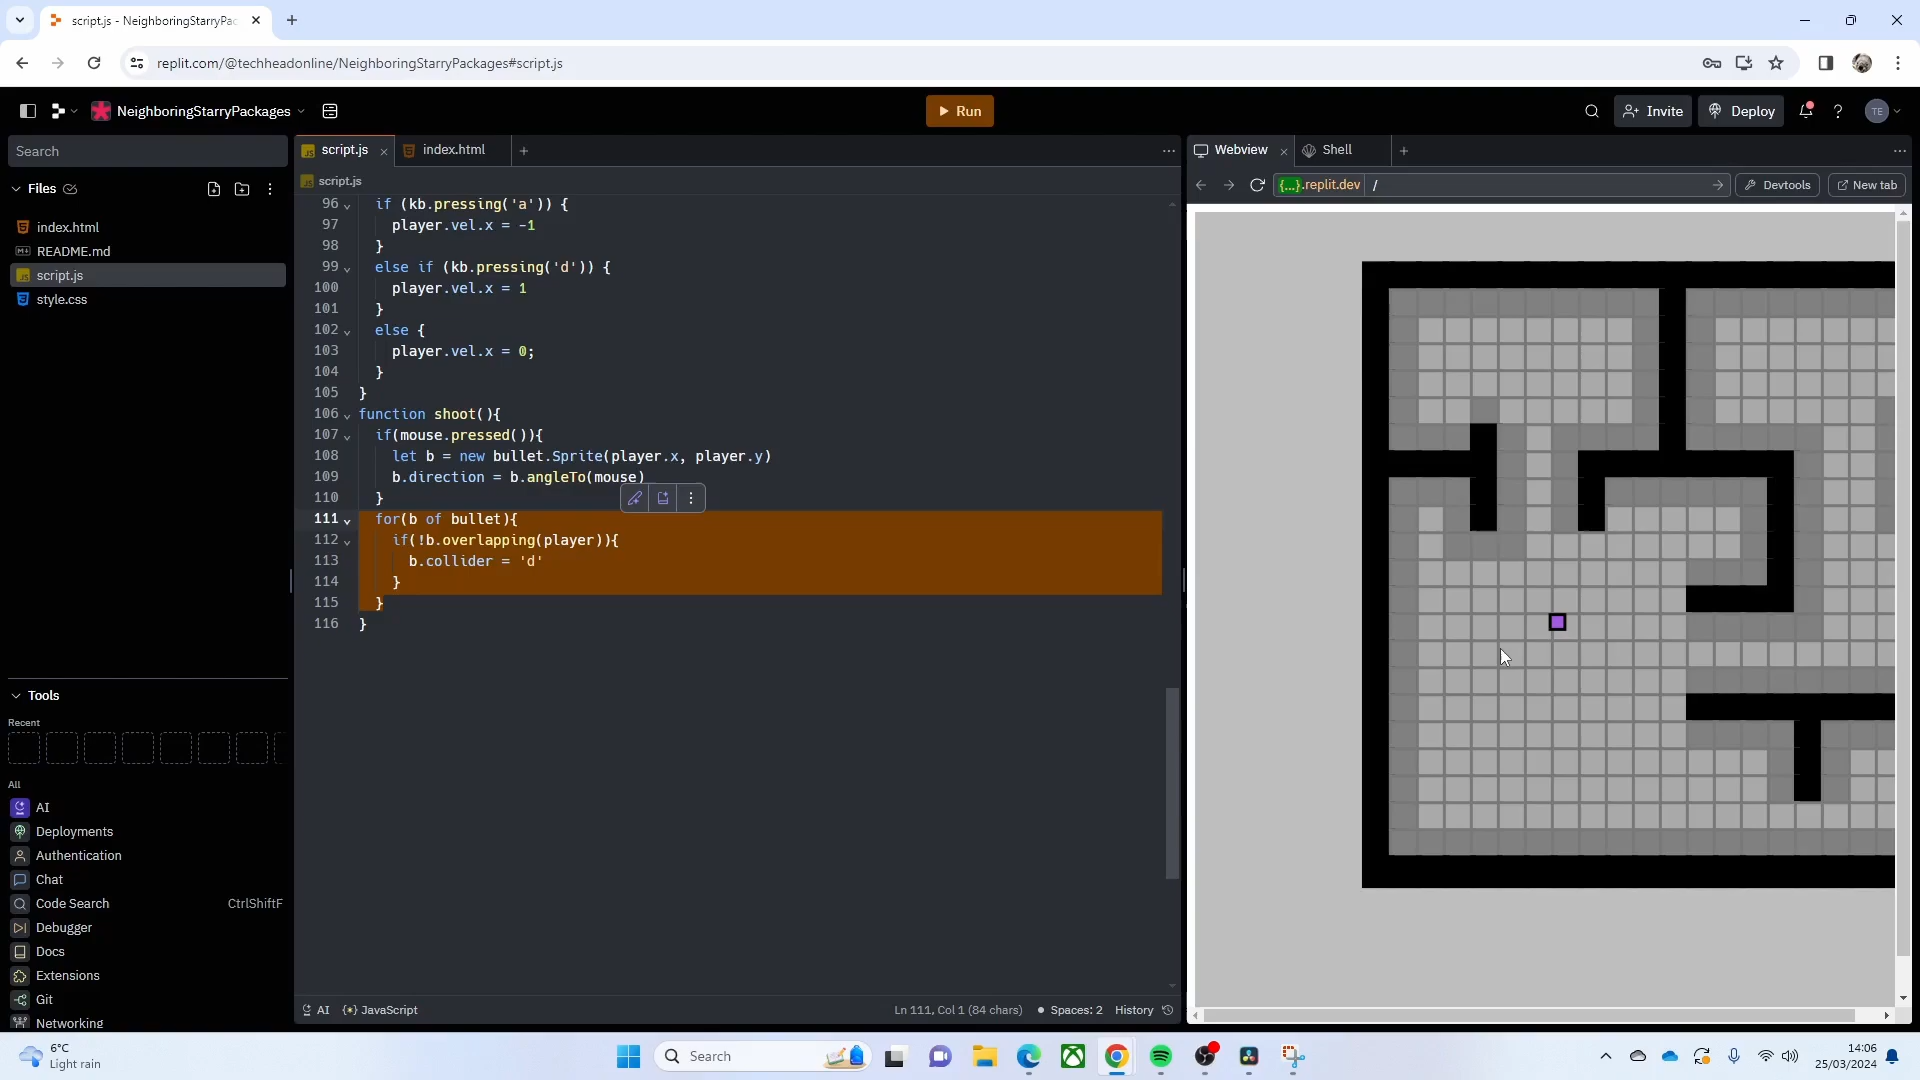 script.js - NeighboringStarryPac
replit.com/@techheadonline/NeighboringStarryPackages#script.js
NeighboringStarryPackages
Run
Invite
Deploy
?
TE
Search
Files
index.html
README.md
script.js
style.css
Tools
Recent
All
AI
Deployments
Authentication
Chat
Code Search CtrlShiftF
Debugger
Docs
Extensions
Git
Networking
script.js
index.html
script.js
96 if (kb.pressing('a')) {
97 player.vel.x = -1
98 }
99 else if (kb.pressing('d')) {
100 player.vel.x = 1
101 }
102 else {
103 player.vel.x = 0;
104 }
105 }
106 function shoot(){
107 if(mouse.pressed()){
108 let b = new bullet.Sprite(player.x, player.y)
109 b.direction = b.angleTo(mouse)
110 }
111 for(b of bullet){
112 if(!b.overlapping(player)){
113 b.collider = 'd'
114 }
115 }
116 }
AI {} JavaScript Ln 111, Col 1 (84 chars) Spaces: 2 History
Webview
Shell
{...}.replit.dev /
Devtools
New tab
6°C
Light rain
Search
14:06
25/03/2024